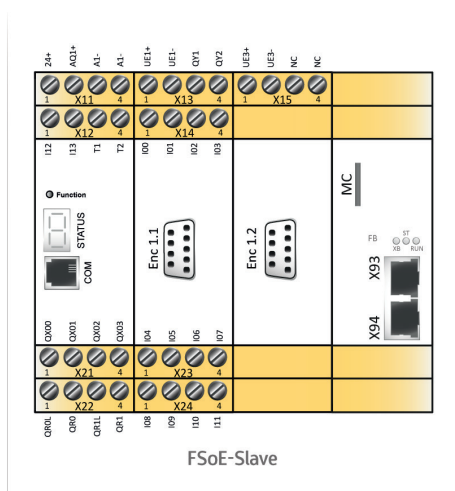 24+ AQ1+ A1- A1- UE1+ UE1- QY1 QY2 UE3+ UE3- NC NC
1 X11 4 1 X13 4 1 X15 4
1 X12 4 1 X14 4
I12 I13 T1 T2 I00 I01 I02 I03
MC
Function
STATUS
Enc 1.1
Enc 1.2
FB
ST
XB RUN
COM
X93
X94
QX00 QX01 QX02 QX03 I04 I05 I06 I07
1 X21 4 1 X23 4
1 X22 4 1 X24 4
QR0L QR0 QR1L QR1 I08 I09 I10 I11
FSoE-Slave